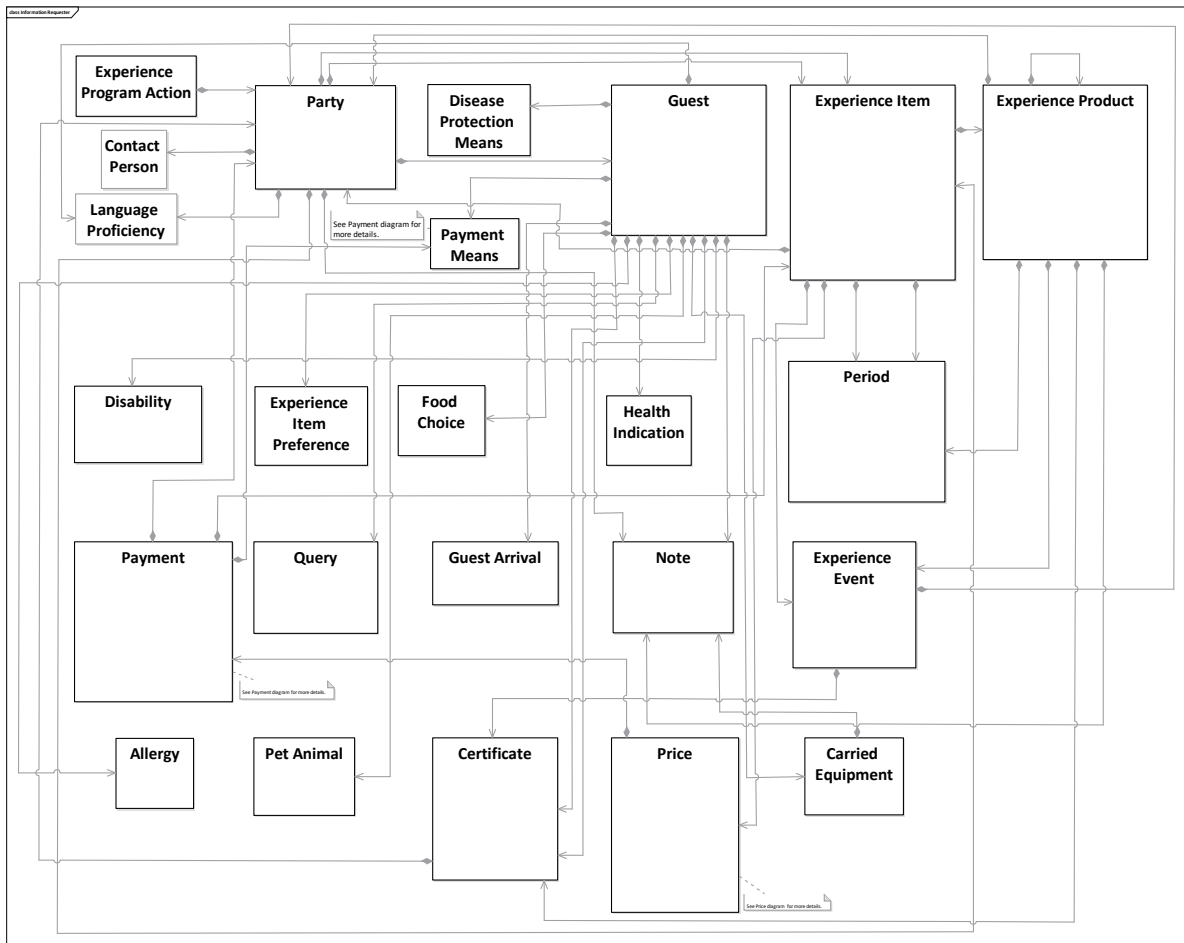 class Information Requester
Experience
Program Action
Party
Disease
Protection
Means
Guest
Experience Item
Experience Product
Contact
Person
Language
Proficiency
See Payment diagram for
more details.
Payment
Means
Disability
Experience
Item
Preference
Food
Choice
Health
Indication
Period
Payment
Query
Guest Arrival
Note
Experience
Event
See Payment diagram for more details.
Allergy
Pet Animal
Certificate
Price
Carried
Equipment
See Price diagram for more details.